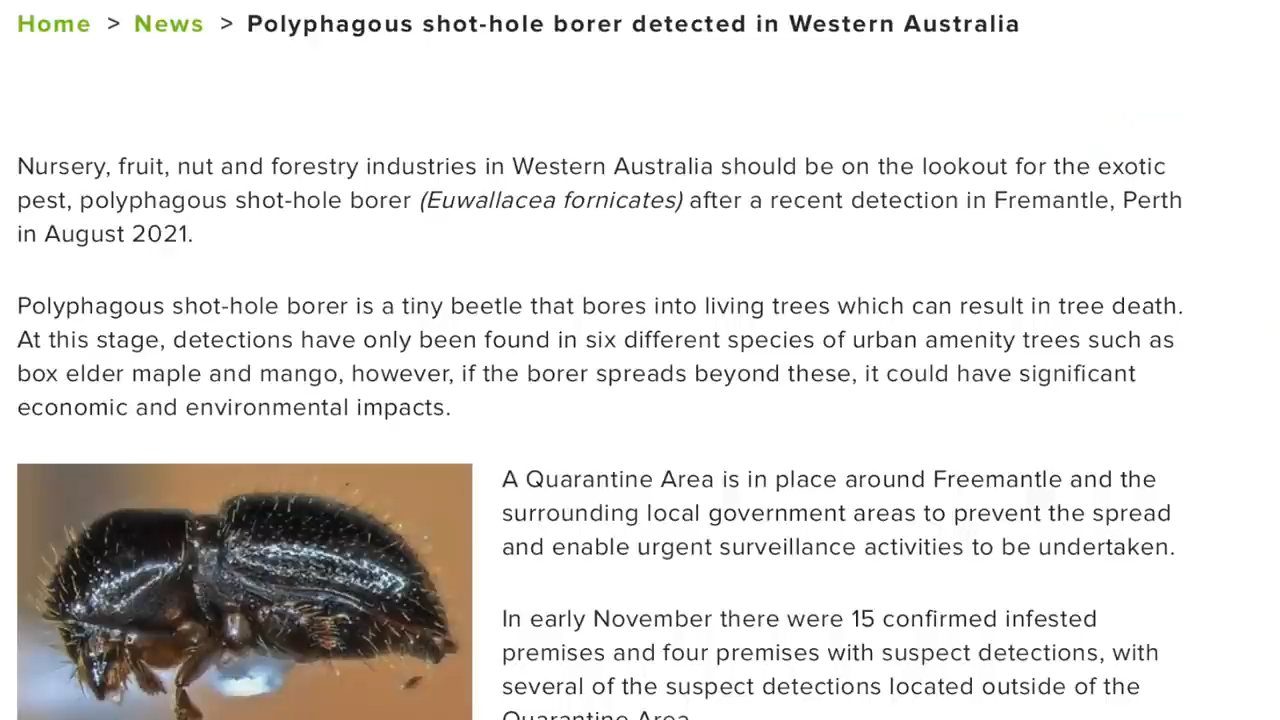 Home > News > Polyphagous shot-hole borer detected in Western Australia
Nursery, fruit, nut and forestry industries in Western Australia should be on the lookout for the exotic
pest, polyphagous shot-hole borer (Euwallacea fornicates) after a recent detection in Fremantle, Perth
in August 2021.
Polyphagous shot-hole borer is a tiny beetle that bores into living trees which can result in tree death.
At this stage, detections have only been found in six different species of urban amenity trees such as
box elder maple and mango, however, if the borer spreads beyond these, it could have significant
economic and environmental impacts.
A Quarantine Area is in place around Freemantle and the
surrounding local government areas to prevent the spread
and enable urgent surveillance activities to be undertaken.
In early November there were 15 confirmed infested
premises and four premises with suspect detections, with
several of the suspect detections located outside of the
Quarantine Area.